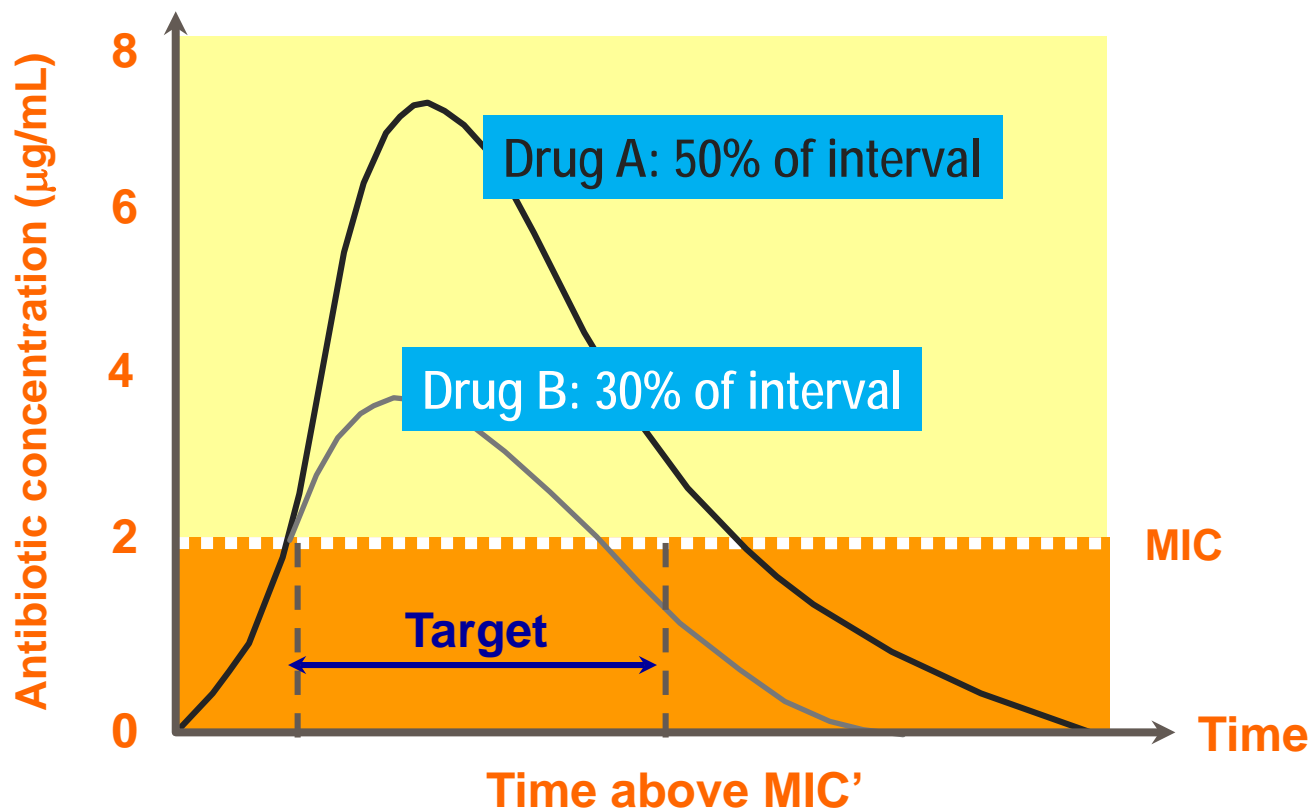 Antibiotic concentration (μg/mL)
8
6
4
2
0
Drug A: 50% of interval
Drug B: 30% of interval
MIC
Target
Time
Time above MIC’